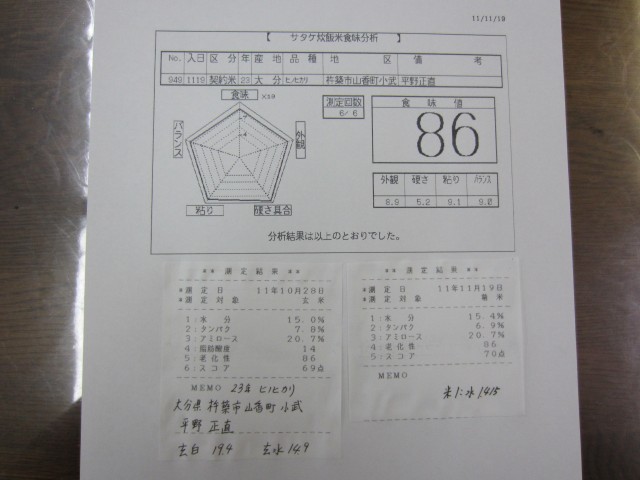 11/11/19
【 サタケ炊飯米食味分析 】
No. 入日 区分 年 産地 品種 地区 備考
949 1119 契約米 23 大分 ヒノヒカリ 杵築市山香町小武 平野正直
食味
外観
硬さ具合
粘り
バランス
測定回数
6/ 6
食味値
86
外観 硬さ 粘り バランス
8.9 5.2 9.1 9.0
分析結果は以上のとおりでした。
** 測定結果 **
*測定日 11年10月28日
*測定対象 玄米
1:水分 15.0%
2:タンパク 7.8%
3:アミロース 20.7%
4:脂肪酸度 14
5:老化性 86
6:スコア 69点
MEMO 23年 ヒノヒカリ
大分県 杵築市山香町小武
平野 正直
玄白 19.4 玄水 14.9
** 測定結果 **
*測定日 11年11月19日
*測定対象 精米
1:水分 15.4%
2:タンパク 6.9%
3:アミロース 20.7%
4:老化性 86
5:スコア 70点
MEMO
米1:水 1.415